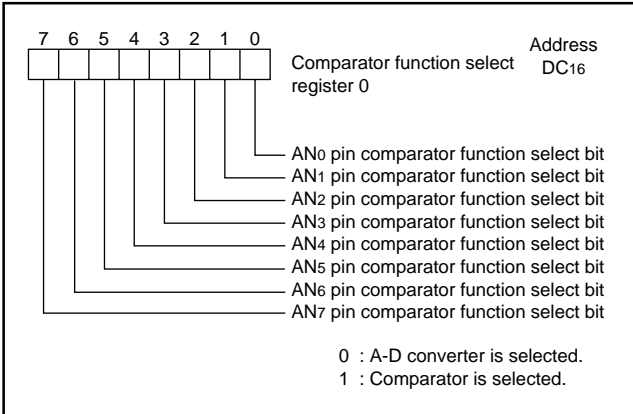 7 6 5 4 3 2 1 0
Comparator function select register 0
Address
DC16
AN0 pin comparator function select bit
AN1 pin comparator function select bit
AN2 pin comparator function select bit
AN3 pin comparator function select bit
AN4 pin comparator function select bit
AN5 pin comparator function select bit
AN6 pin comparator function select bit
AN7 pin comparator function select bit
0 : A-D converter is selected.
1 : Comparator is selected.